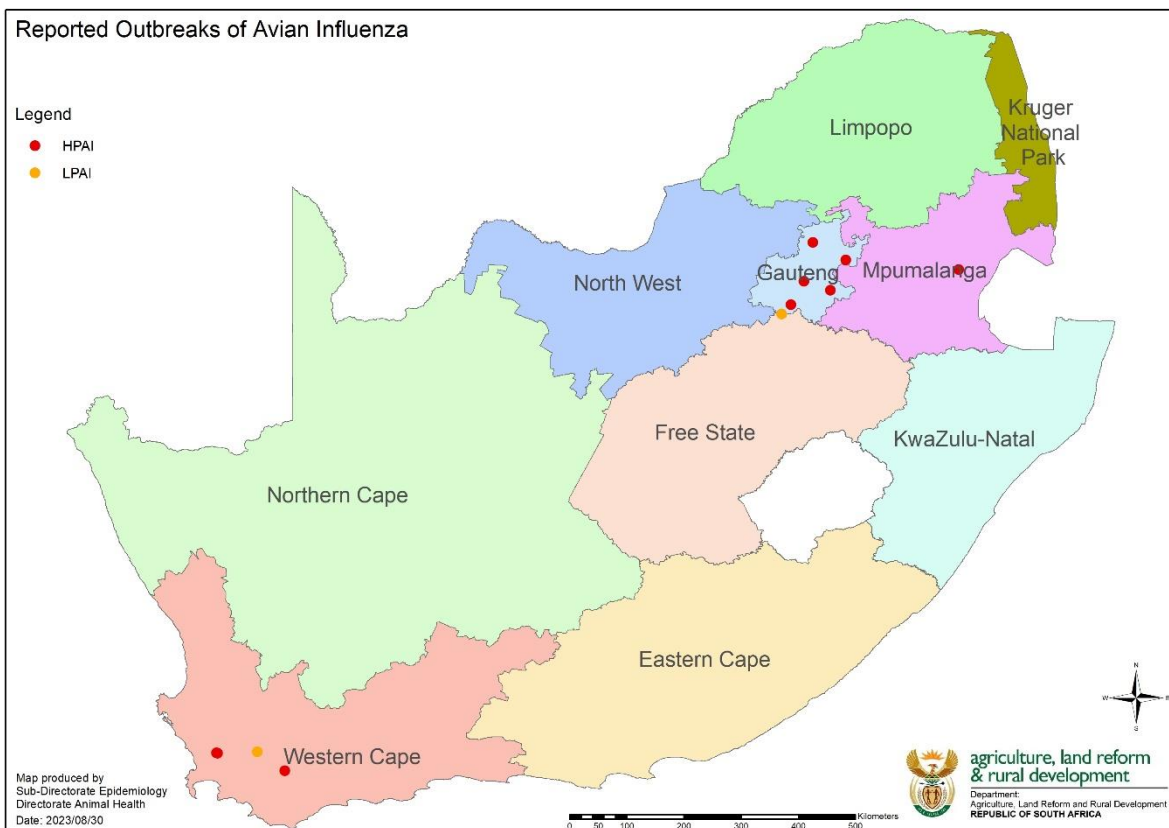 Reported Outbreaks of Avian Influenza
Legend
HPAI
LPAI
Limpopo
Kruger
National
Park
North West
Gauteng
Mpumalanga
Free State
KwaZulu-Natal
Northern Cape
Eastern Cape
Western Cape
N
W
E
S
Map produced by
Sub-Directorate Epidemiology
Directorate Animal Health
Date: 2023/08/30
Kilometers
0 50 100 200 300 400 500
agriculture, land reform
& rural development
Department:
Agriculture, Land Reform and Rural Development
REPUBLIC OF SOUTH AFRICA